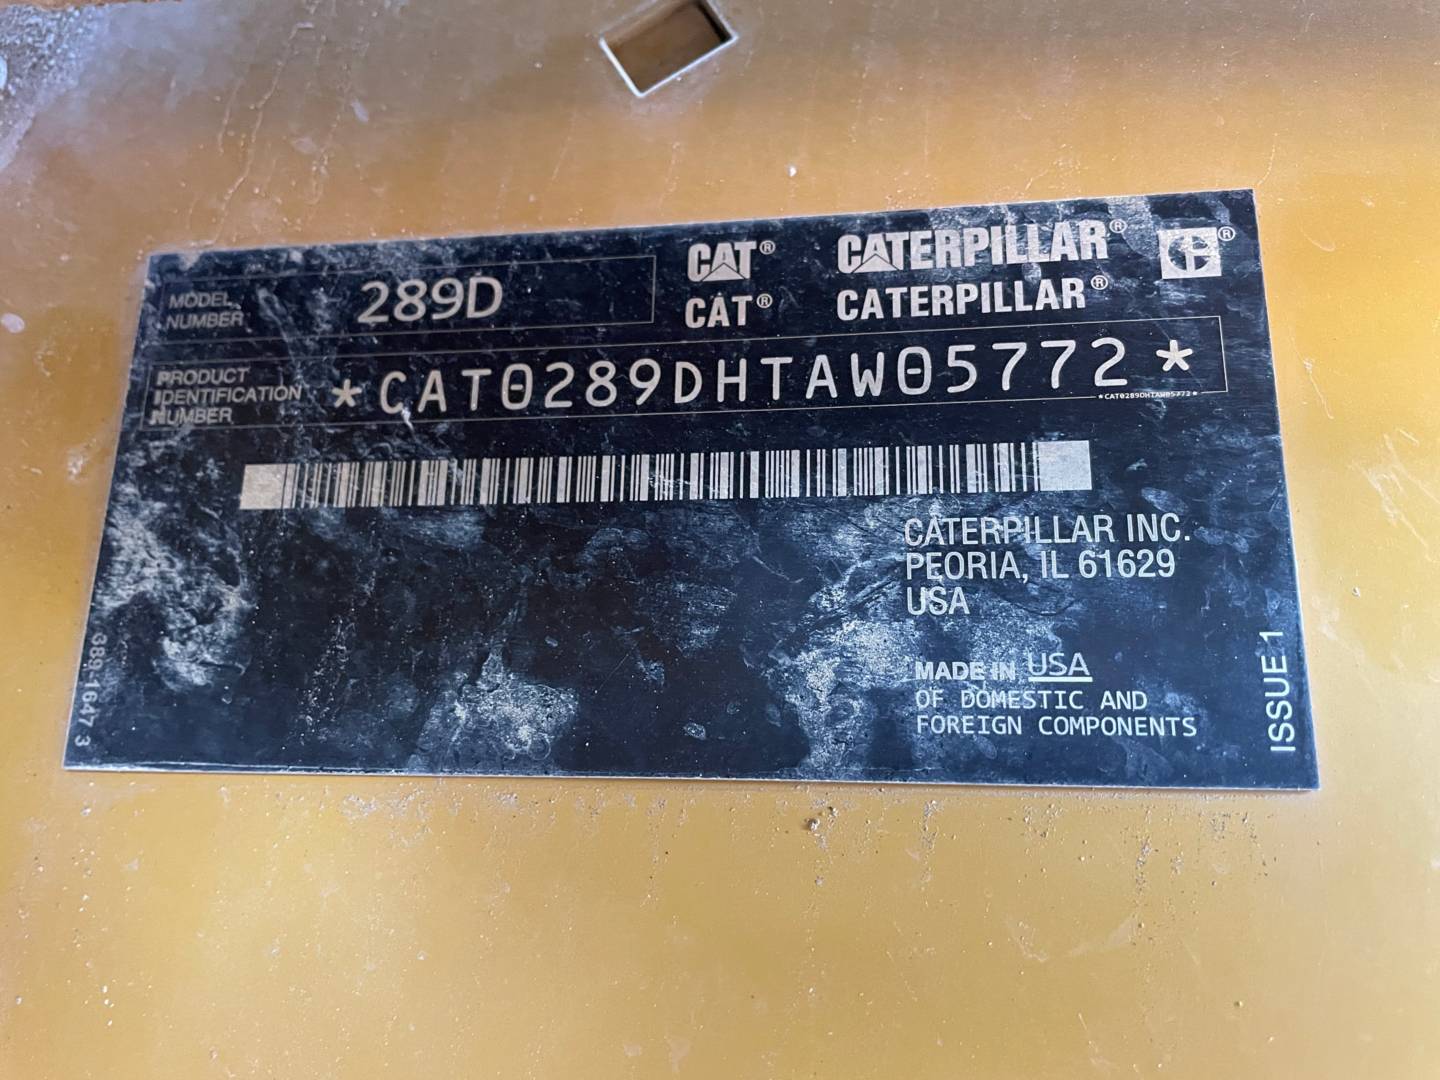 MODEL NUMBER 289D
CAT® CATERPILLAR® ®
CAT® CATERPILLAR®
PRODUCT IDENTIFICATION NUMBER *CAT0289DHTAW05772*
*CAT0289DHTAW05772*
CATERPILLAR INC.
PEORIA, IL 61629
USA
MADE IN USA
OF DOMESTIC AND
FOREIGN COMPONENTS
ISSUE 1
389-1647 3